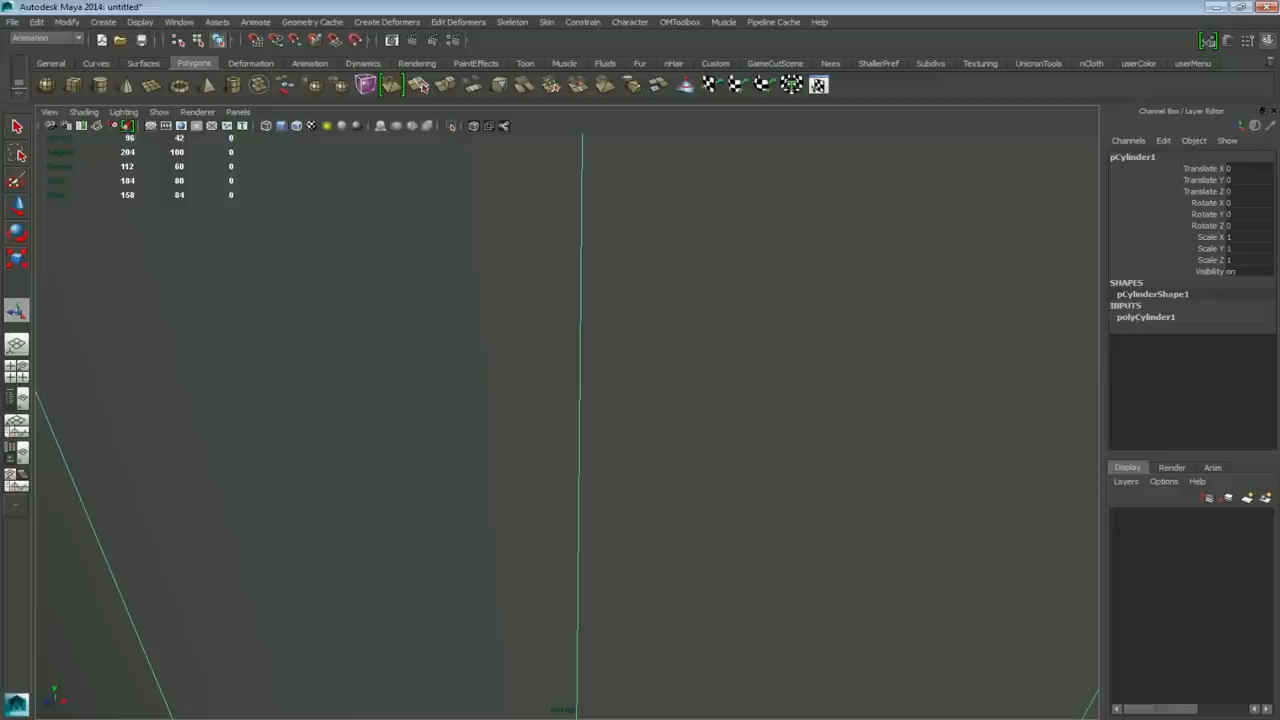 Autodesk Maya 2014: untitled*
File Edit Modify Create Display Window Assets Animate Geometry Cache Create Deformers Edit Deformers Skeleton Skin Constrain Character OMToolbox Muscle Pipeline Cache Help
Animation
General Curves Surfaces Polygons Deformation Animation Dynamics Rendering PaintEffects Toon Muscle Fluids Fur nHair Custom GameCutScene Neex ShallerPref Subdivs Texturing UnicronTools nCloth userColor userMenu
View Shading Lighting Show Renderer Panels
96 42 0
204 100 0
112 60 0
184 80 0
158 84 0
persp
y
Channel Box / Layer Editor
Channels Edit Object Show
pCylinder1
Translate X 0
Translate Y 0
Translate Z 0
Rotate X 0
Rotate Y 0
Rotate Z 0
Scale X 1
Scale Y 1
Scale Z 1
Visibility on
SHAPES
pCylinderShape1
INPUTS
polyCylinder1
Display Render Anim
Layers Options Help